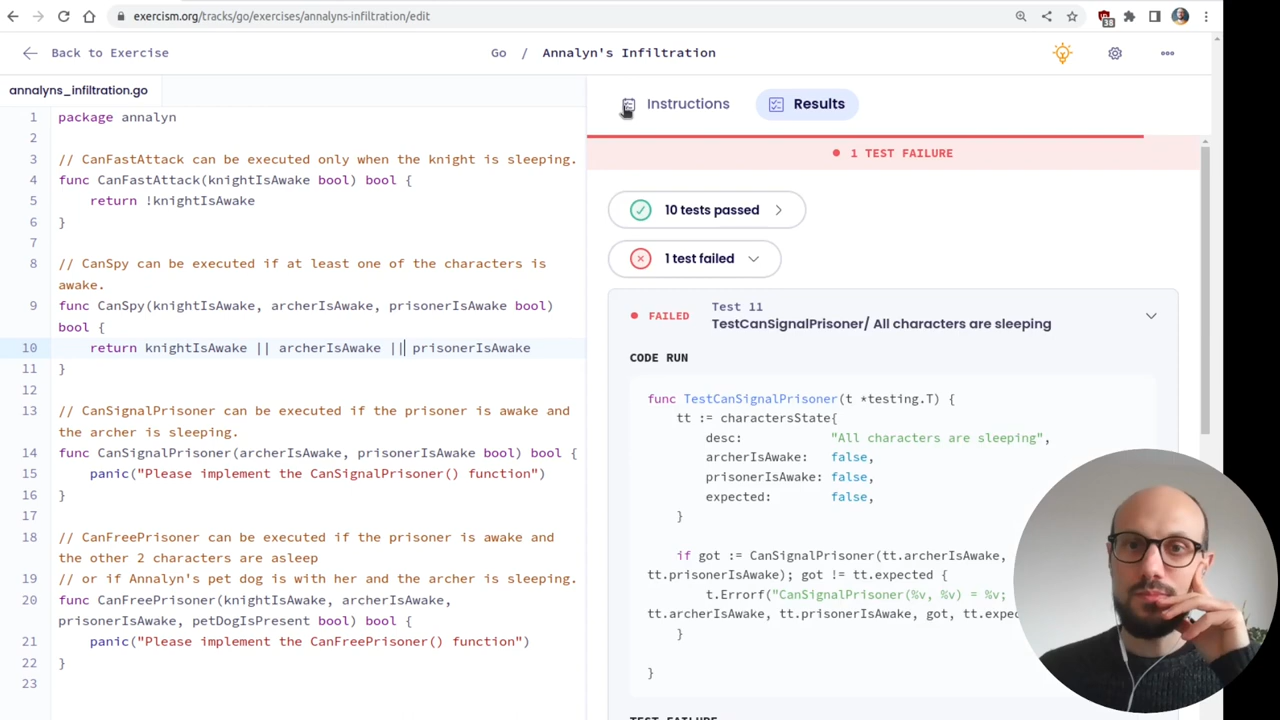 exercism.org/tracks/go/exercises/annalyns-infiltration/edit
38
Back to Exercise
Go / Annalyn's Infiltration
annalyns_infiltration.go
Instructions
Results
1 package annalyn
2
3 // CanFastAttack can be executed only when the knight is sleeping.
4 func CanFastAttack(knightIsAwake bool) bool {
5 return !knightIsAwake
6 }
7
8 // CanSpy can be executed if at least one of the characters is
awake.
9 func CanSpy(knightIsAwake, archerIsAwake, prisonerIsAwake bool)
bool {
10 return knightIsAwake || archerIsAwake || prisonerIsAwake
11 }
12
13 // CanSignalPrisoner can be executed if the prisoner is awake and
the archer is sleeping.
14 func CanSignalPrisoner(archerIsAwake, prisonerIsAwake bool) bool {
15 panic("Please implement the CanSignalPrisoner() function")
16 }
17
18 // CanFreePrisoner can be executed if the prisoner is awake and
the other 2 characters are asleep
19 // or if Annalyn's pet dog is with her and the archer is sleeping.
20 func CanFreePrisoner(knightIsAwake, archerIsAwake,
prisonerIsAwake, petDogIsPresent bool) bool {
21 panic("Please implement the CanFreePrisoner() function")
22 }
23
1 TEST FAILURE
10 tests passed
1 test failed
FAILED
Test 11
TestCanSignalPrisoner/ All characters are sleeping
CODE RUN
func TestCanSignalPrisoner(t *testing.T) {
tt := charactersState{
desc: "All characters are sleeping",
archerIsAwake: false,
prisonerIsAwake: false,
expected: false,
}
if got := CanSignalPrisoner(tt.archerIsAwake,
tt.prisonerIsAwake); got != tt.expected {
t.Errorf("CanSignalPrisoner(%v, %v) = %v;
tt.archerIsAwake, tt.prisonerIsAwake, got, tt.expec
}
}
TEST FAILURE